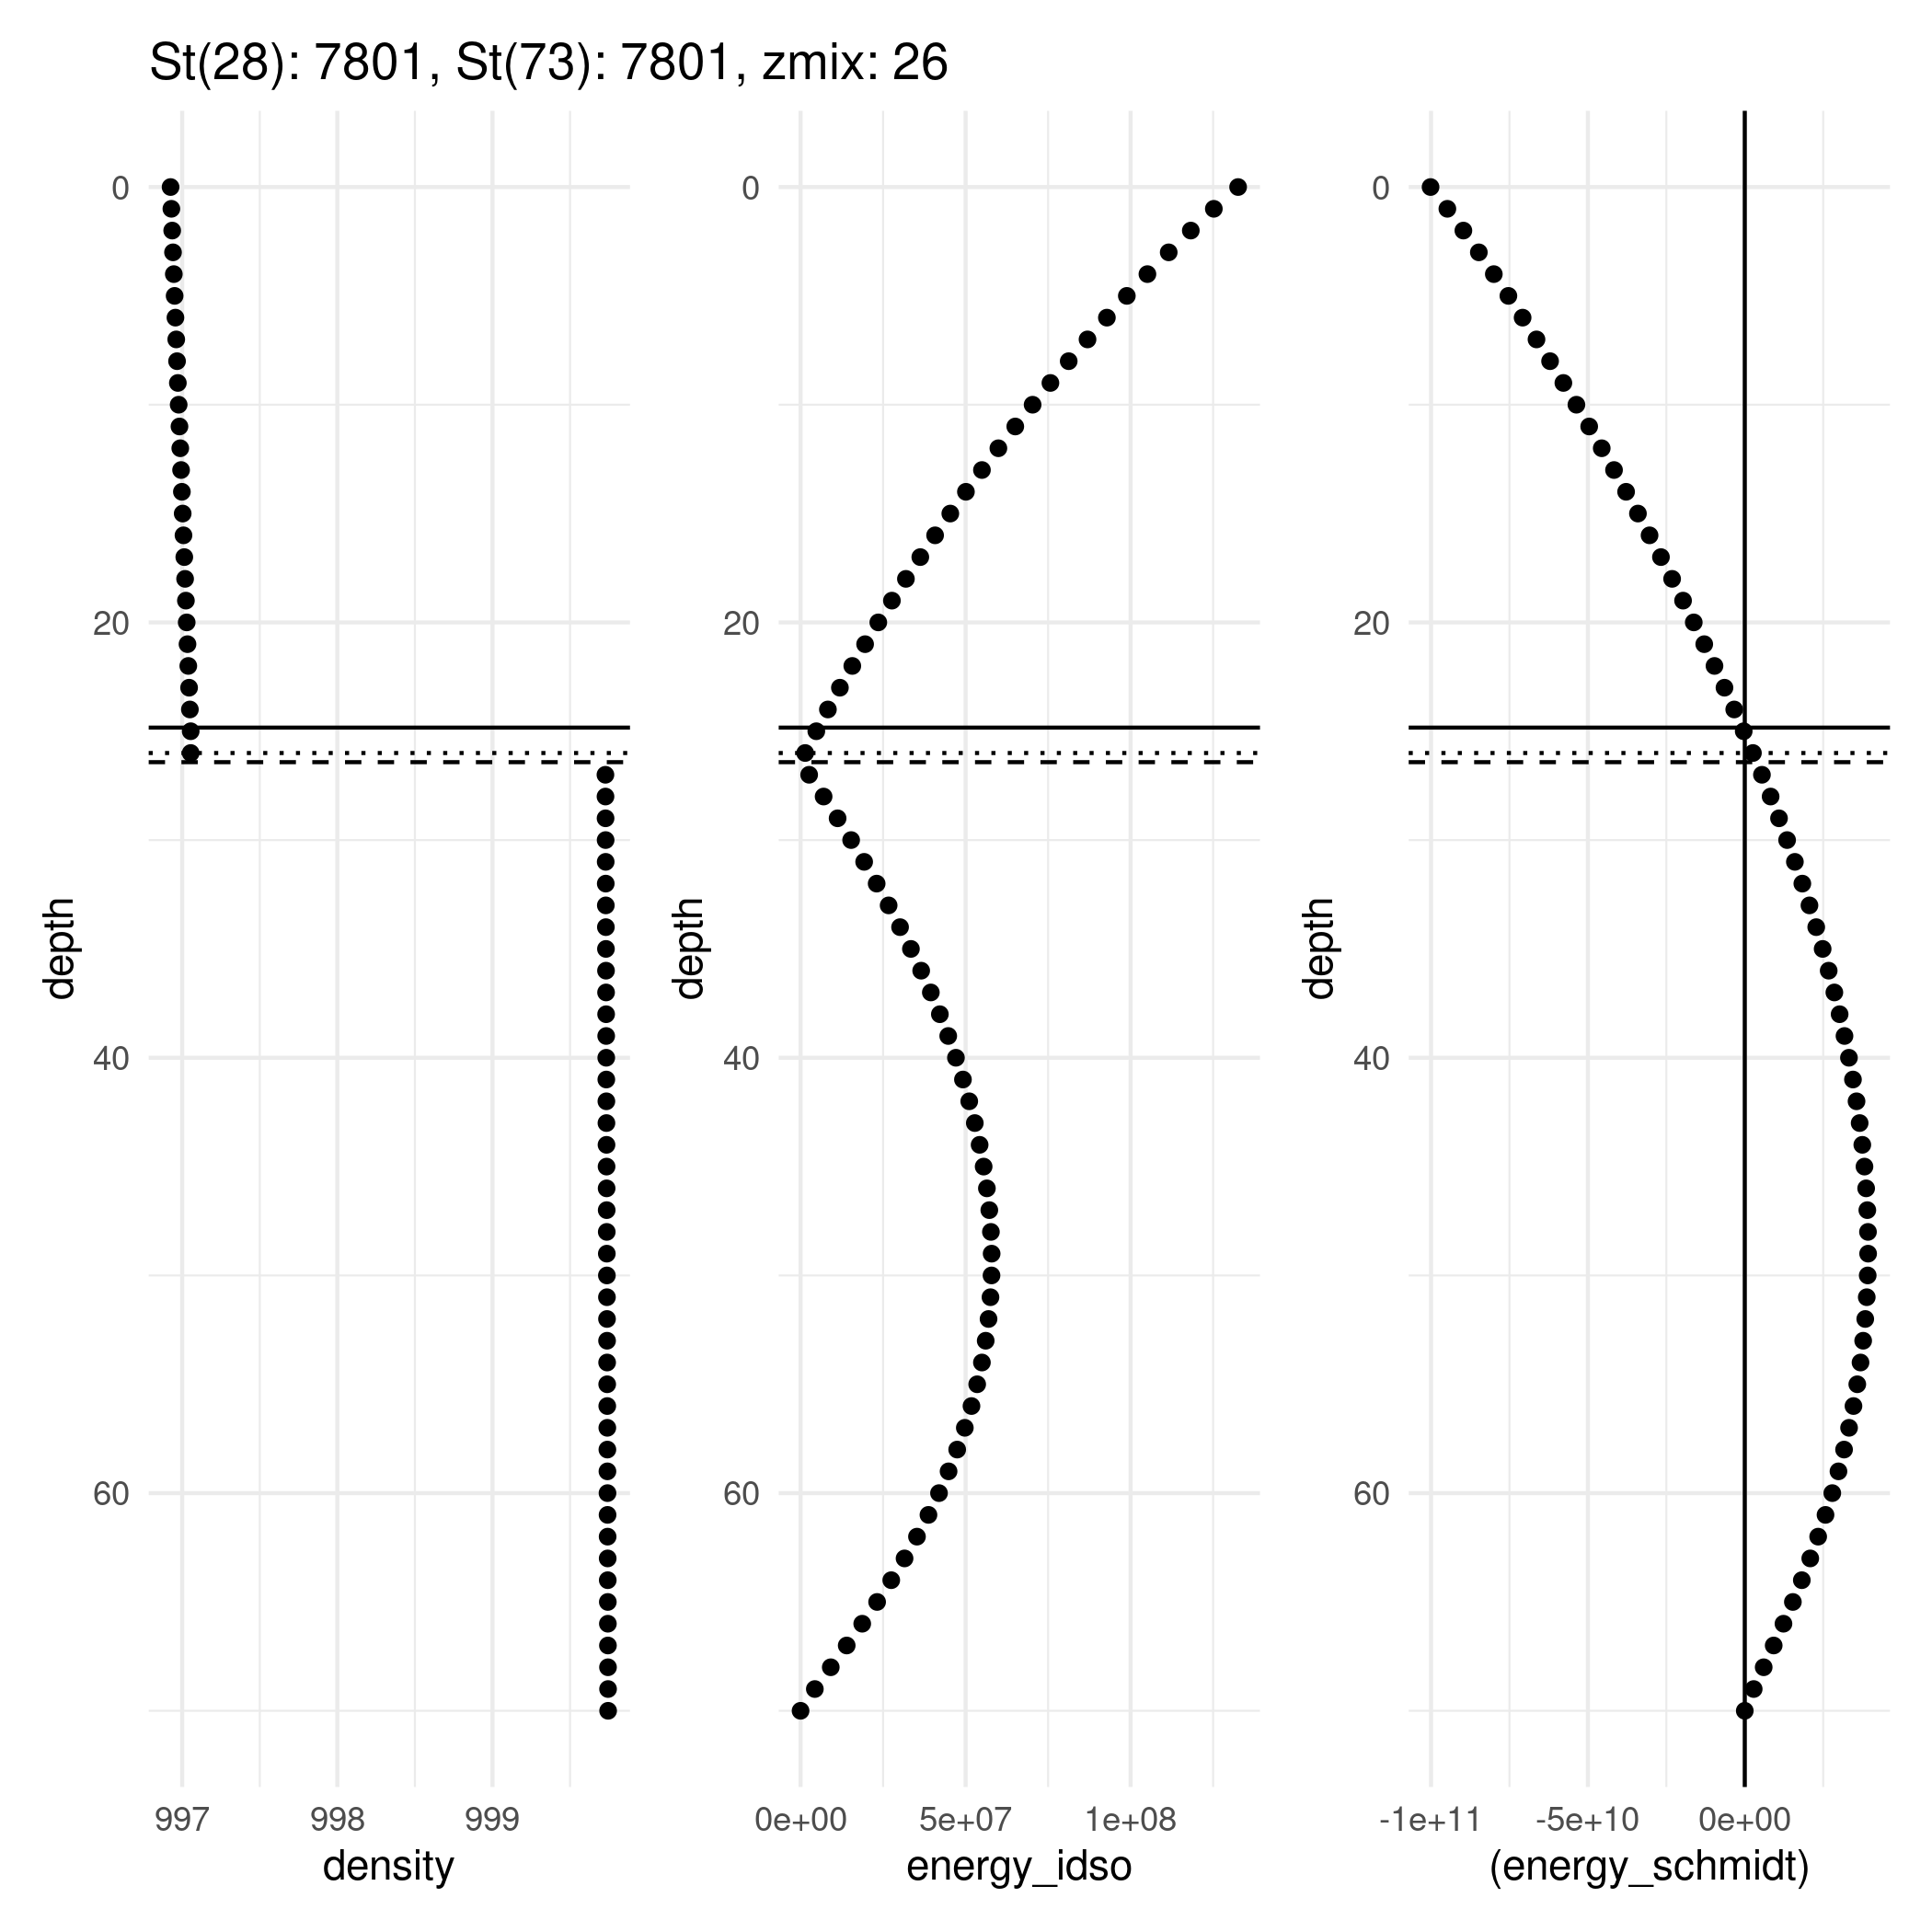 St(28): 7801, St(73): 7801, zmix: 26
0
20
40
60
depth
997 998 999
density
0
20
40
60
depth
0e+00 5e+07 1e+08
energy_idso
0
20
40
60
depth
-1e+11 -5e+10 0e+00
(energy_schmidt)